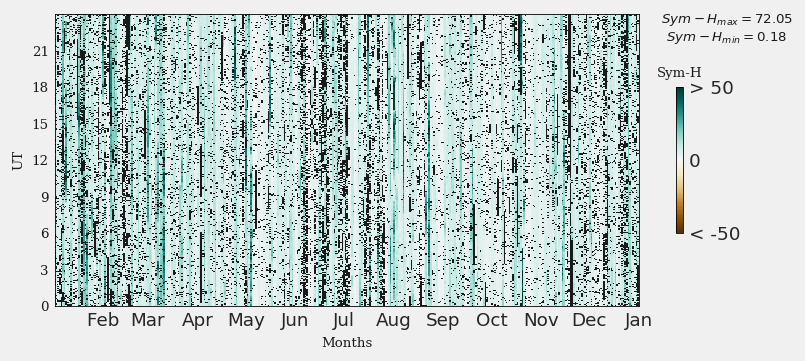 Sym − H_max = 72.05
Sym − H_min = 0.18
Sym-H
> 50
0
< -50
UT
21
18
15
12
9
6
3
0
Feb Mar Apr May Jun Jul Aug Sep Oct Nov Dec Jan
Months